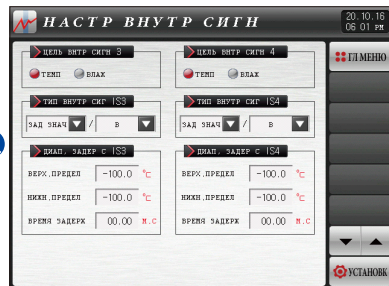 НАСТР ВНУТР СИГН
20.10.16
06 01 PM
ЦЕЛЬ ВНТР СИГН 3
ЦЕЛЬ ВНТР СИГН 4
ГЛ МЕНЮ
ТЕМП ВЛАЖ
ТЕМП ВЛАЖ
ТИП ВНУТР СИГ IS3
ТИП ВНУТР СИГ IS4
ЗАД ЗНАЧ / В
ЗАД ЗНАЧ / В
ДИАП, ЗАДЕР С IS3
ДИАП, ЗАДЕР С IS4
ВЕРХ.ПРЕДЕЛ -100.0 °C
ВЕРХ.ПРЕДЕЛ -100.0 °C
НИЖН.ПРЕДЕЛ -100.0 °C
НИЖН.ПРЕДЕЛ -100.0 °C
ВРЕМЯ ЗАДЕРЖ 00.00 М.С
ВРЕМЯ ЗАДЕРЖ 00.00 М.С
УСТАНОВК